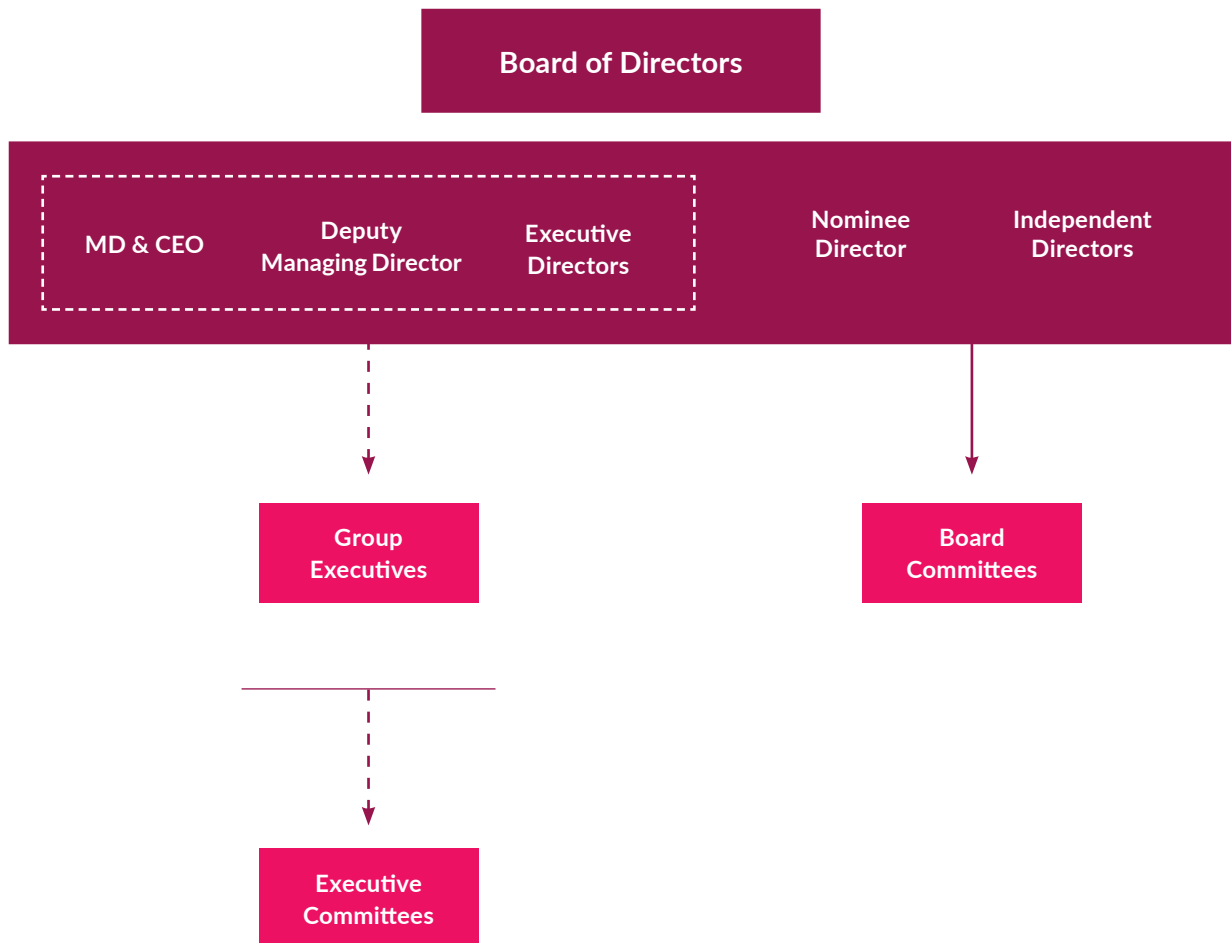 Board of Directors
MD & CEO
Deputy
Managing Director
Executive
Directors
Nominee
Director
Independent
Directors
Group
Executives
Board
Committees
Executive
Committees